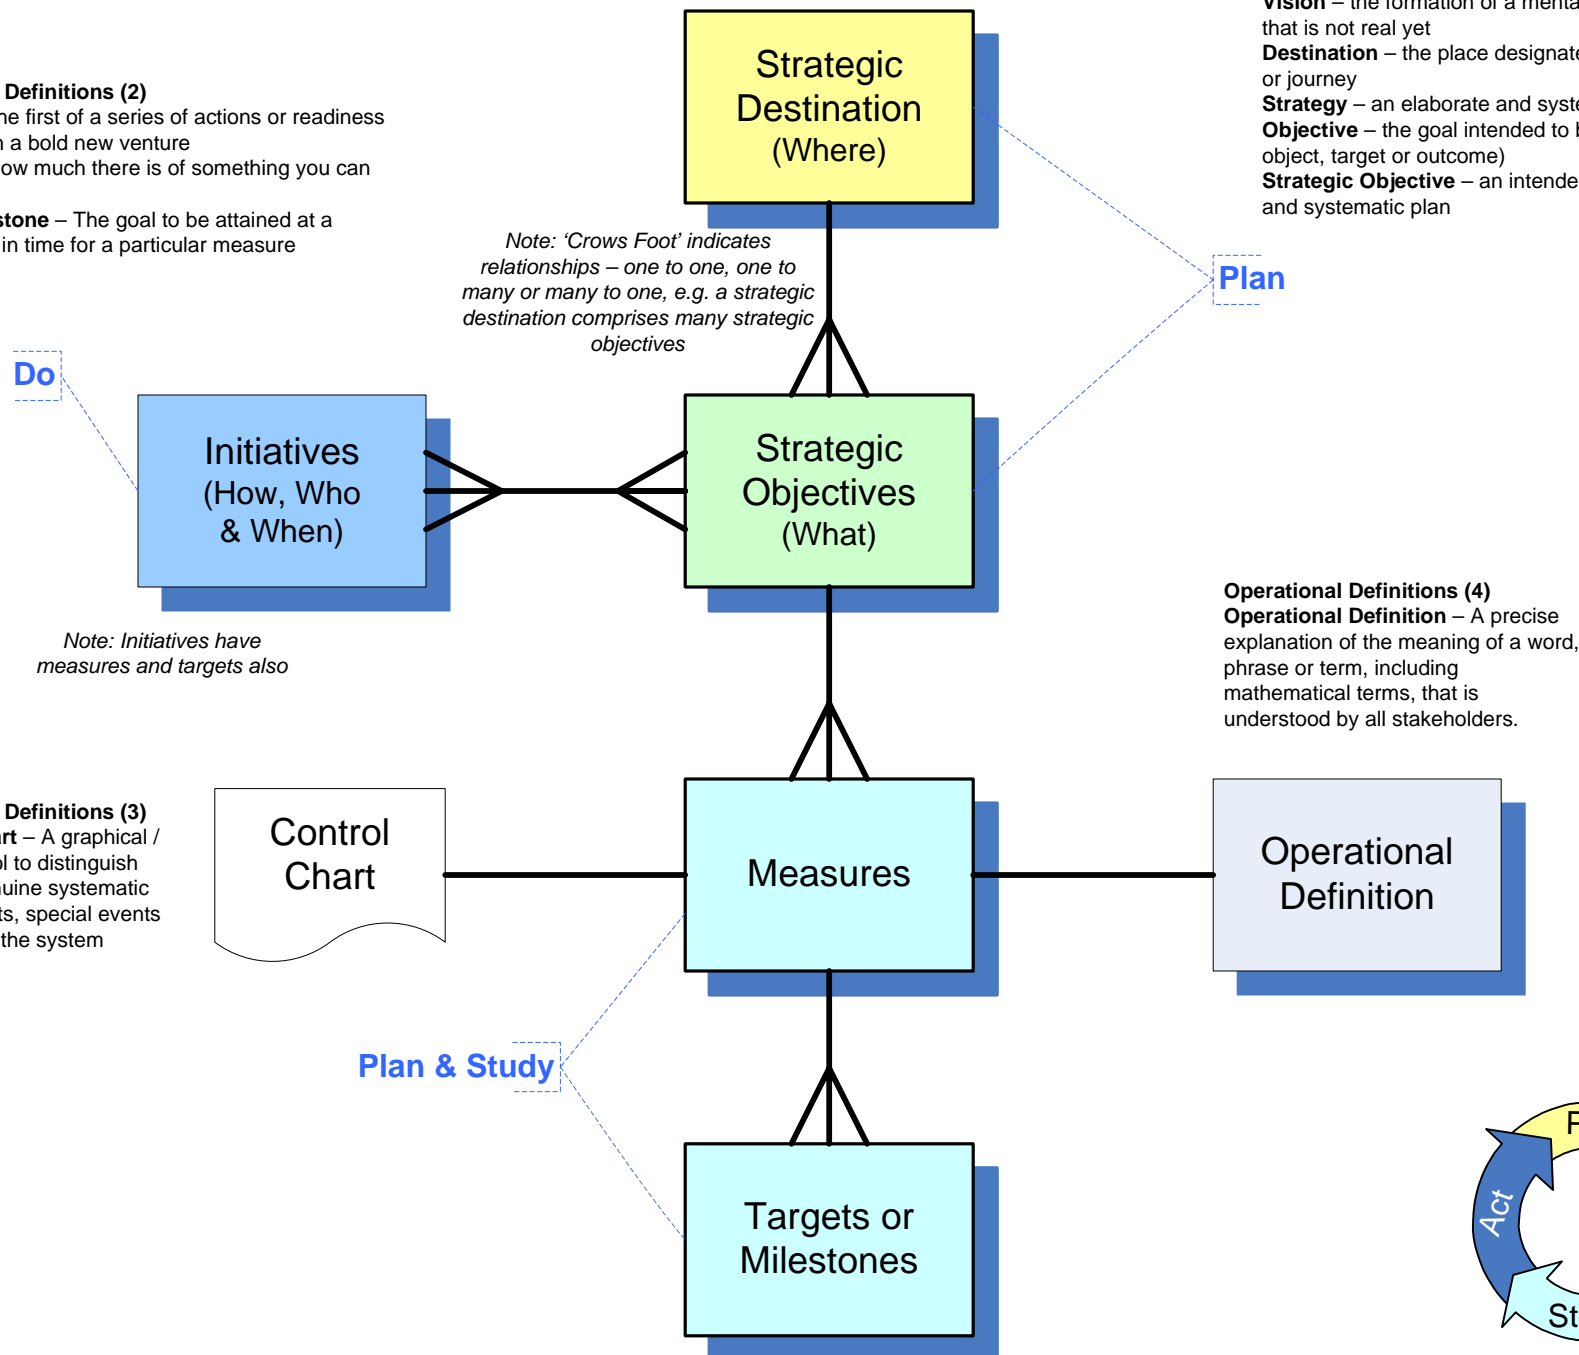 Vision – the formation of a menta
that is not real yet
Destination – the place designate
or journey
Strategy – an elaborate and syste
Objective – the goal intended to b
object, target or outcome)
Strategic Objective – an intende
and systematic plan
Definitions (2)
he first of a series of actions or readiness
a bold new venture
ow much there is of something you can
stone – The goal to be attained at a
in time for a particular measure
Strategic
Destination
(Where)
Note: ‘Crows Foot’ indicates
relationships – one to one, one to
many or many to one, e.g. a strategic
destination comprises many strategic
objectives
Plan
Do
Initiatives
(How, Who
& When)
Strategic
Objectives
(What)
Note: Initiatives have
measures and targets also
Operational Definitions (4)
Operational Definition – A precise
explanation of the meaning of a word,
phrase or term, including
mathematical terms, that is
understood by all stakeholders.
Definitions (3)
art – A graphical /
ol to distinguish
nuine systematic
ts, special events
the system
Control
Chart
Measures
Operational
Definition
Plan & Study
Targets or
Milestones
P
Act
St